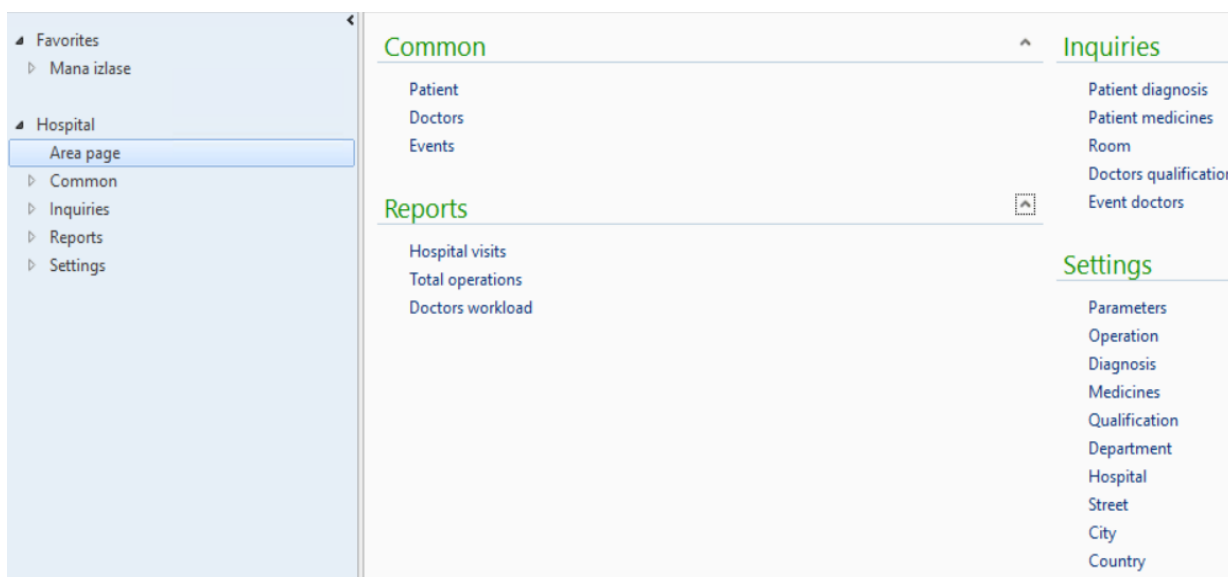 Favorites
Mana izlase
Hospital
Area page
Common
Inquiries
Reports
Settings
Common
Patient
Doctors
Events
Reports
Hospital visits
Total operations
Doctors workload
Inquiries
Patient diagnosis
Patient medicines
Room
Doctors qualification
Event doctors
Settings
Parameters
Operation
Diagnosis
Medicines
Qualification
Department
Hospital
Street
City
Country